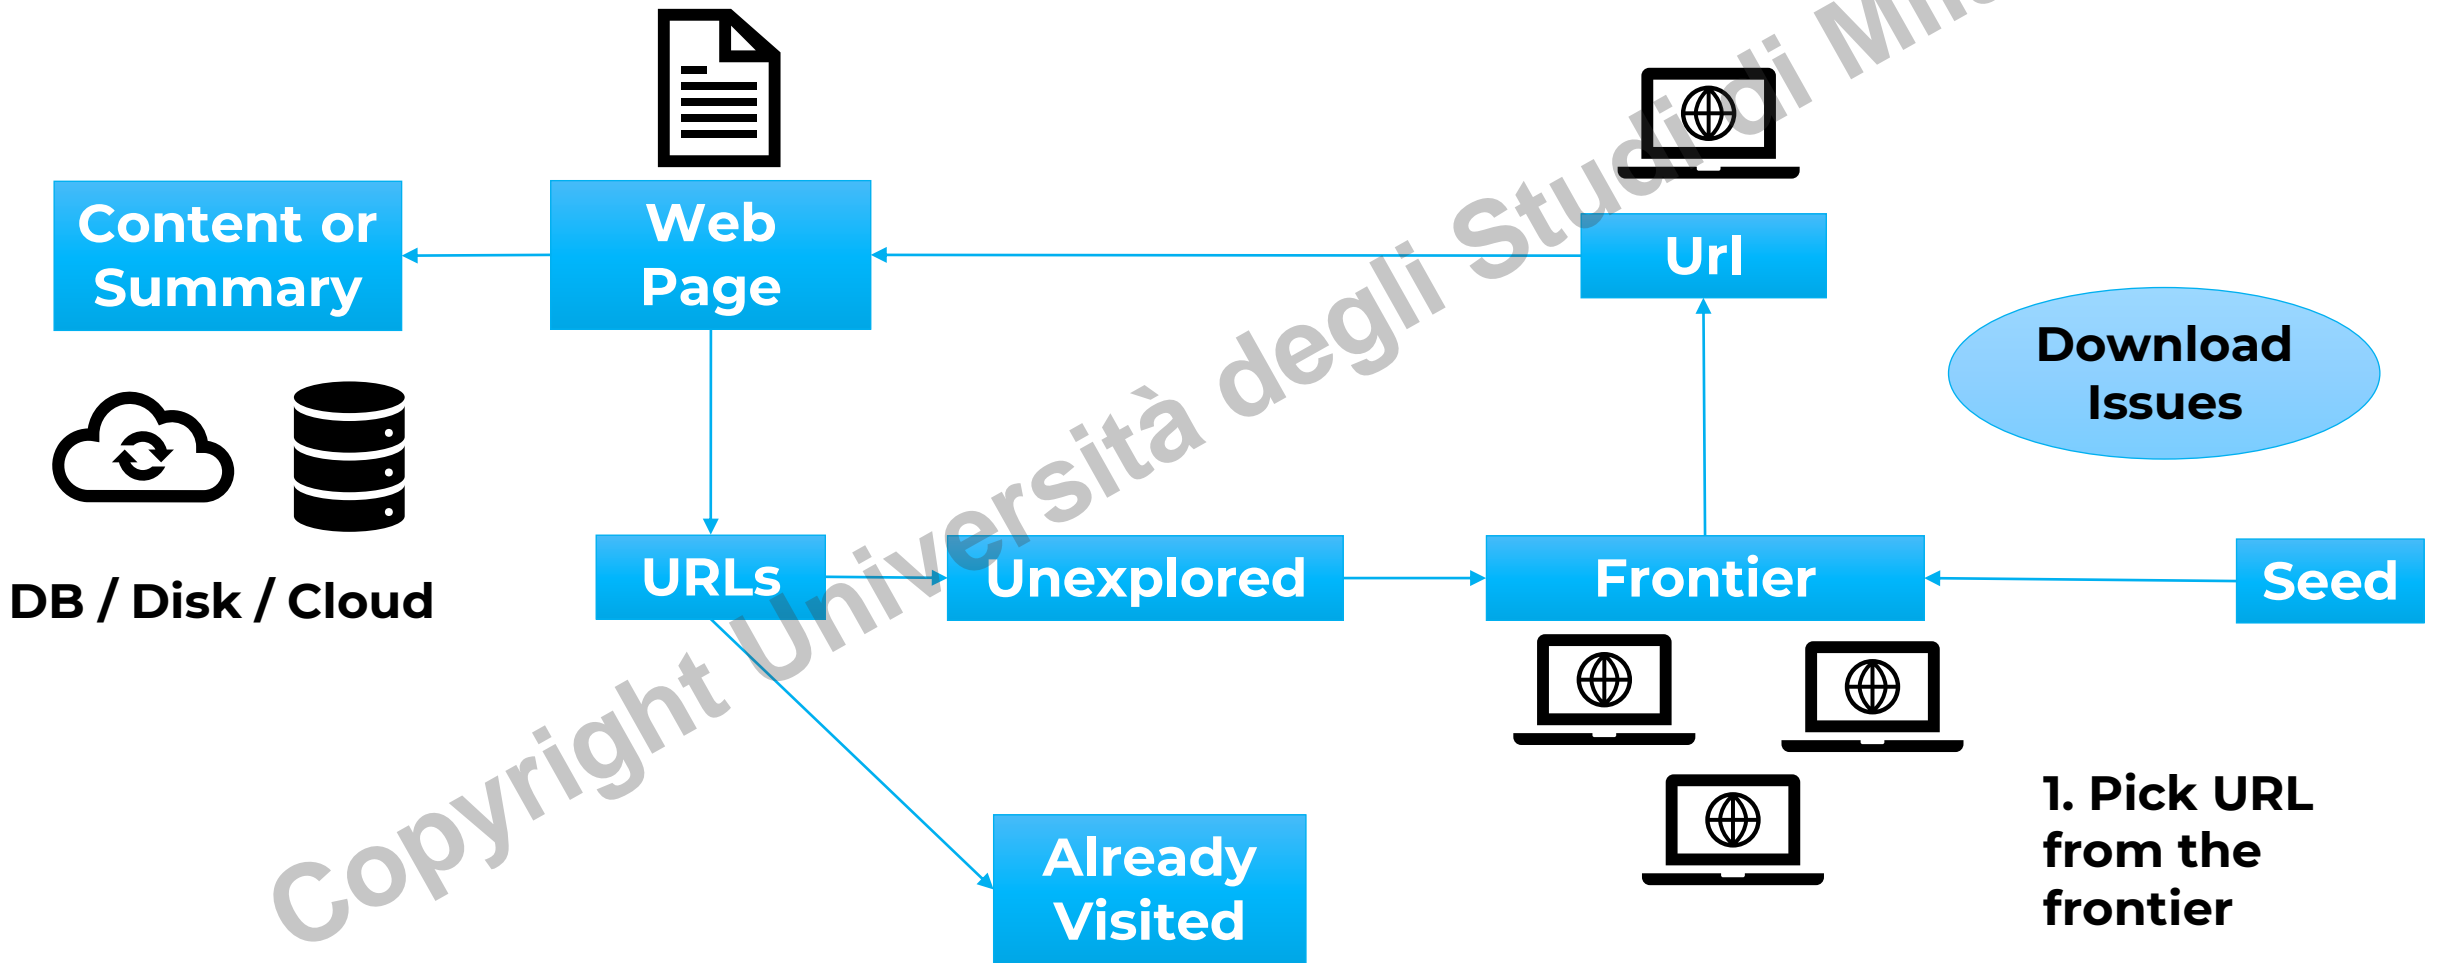 Content or
Summary
Web
Page
Url
Download
Issues
DB / Disk / Cloud
URLs
Unexplored
Frontier
Seed
Already
Visited
1. Pick URL
from the
frontier
Copyright Università degli Studi di